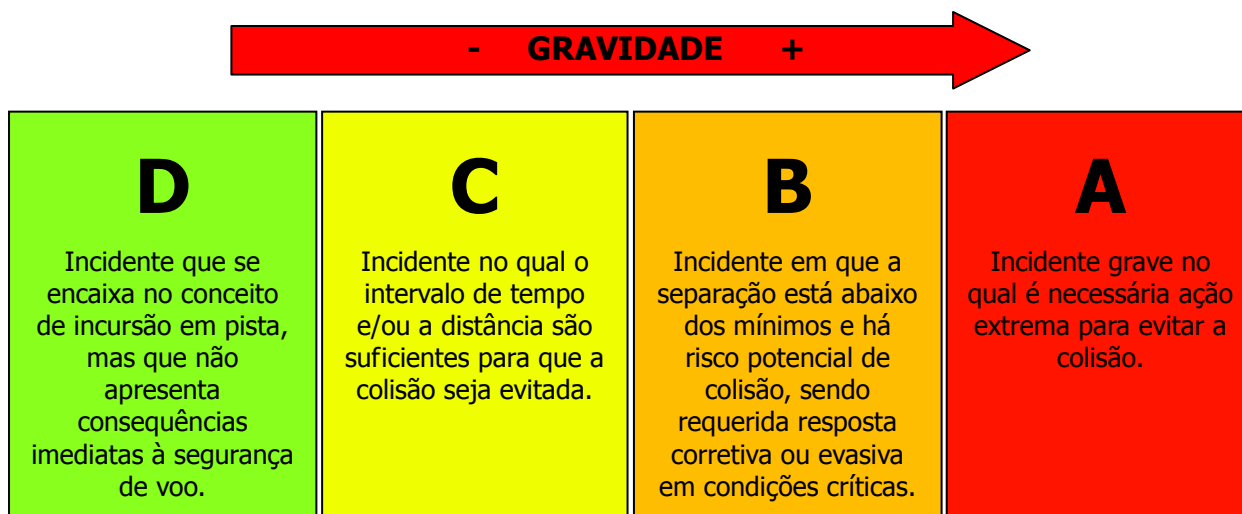 - GRAVIDADE +
D
Incidente que se
encaixa no conceito
de incursão em pista,
mas que não
apresenta
consequências
imediatas à segurança
de voo.
C
Incidente no qual o
intervalo de tempo
e/ou a distância são
suficientes para que a
colisão seja evitada.
B
Incidente em que a
separação está abaixo
dos mínimos e há
risco potencial de
colisão, sendo
requerida resposta
corretiva ou evasiva
em condições críticas.
A
Incidente grave no
qual é necessária ação
extrema para evitar a
colisão.